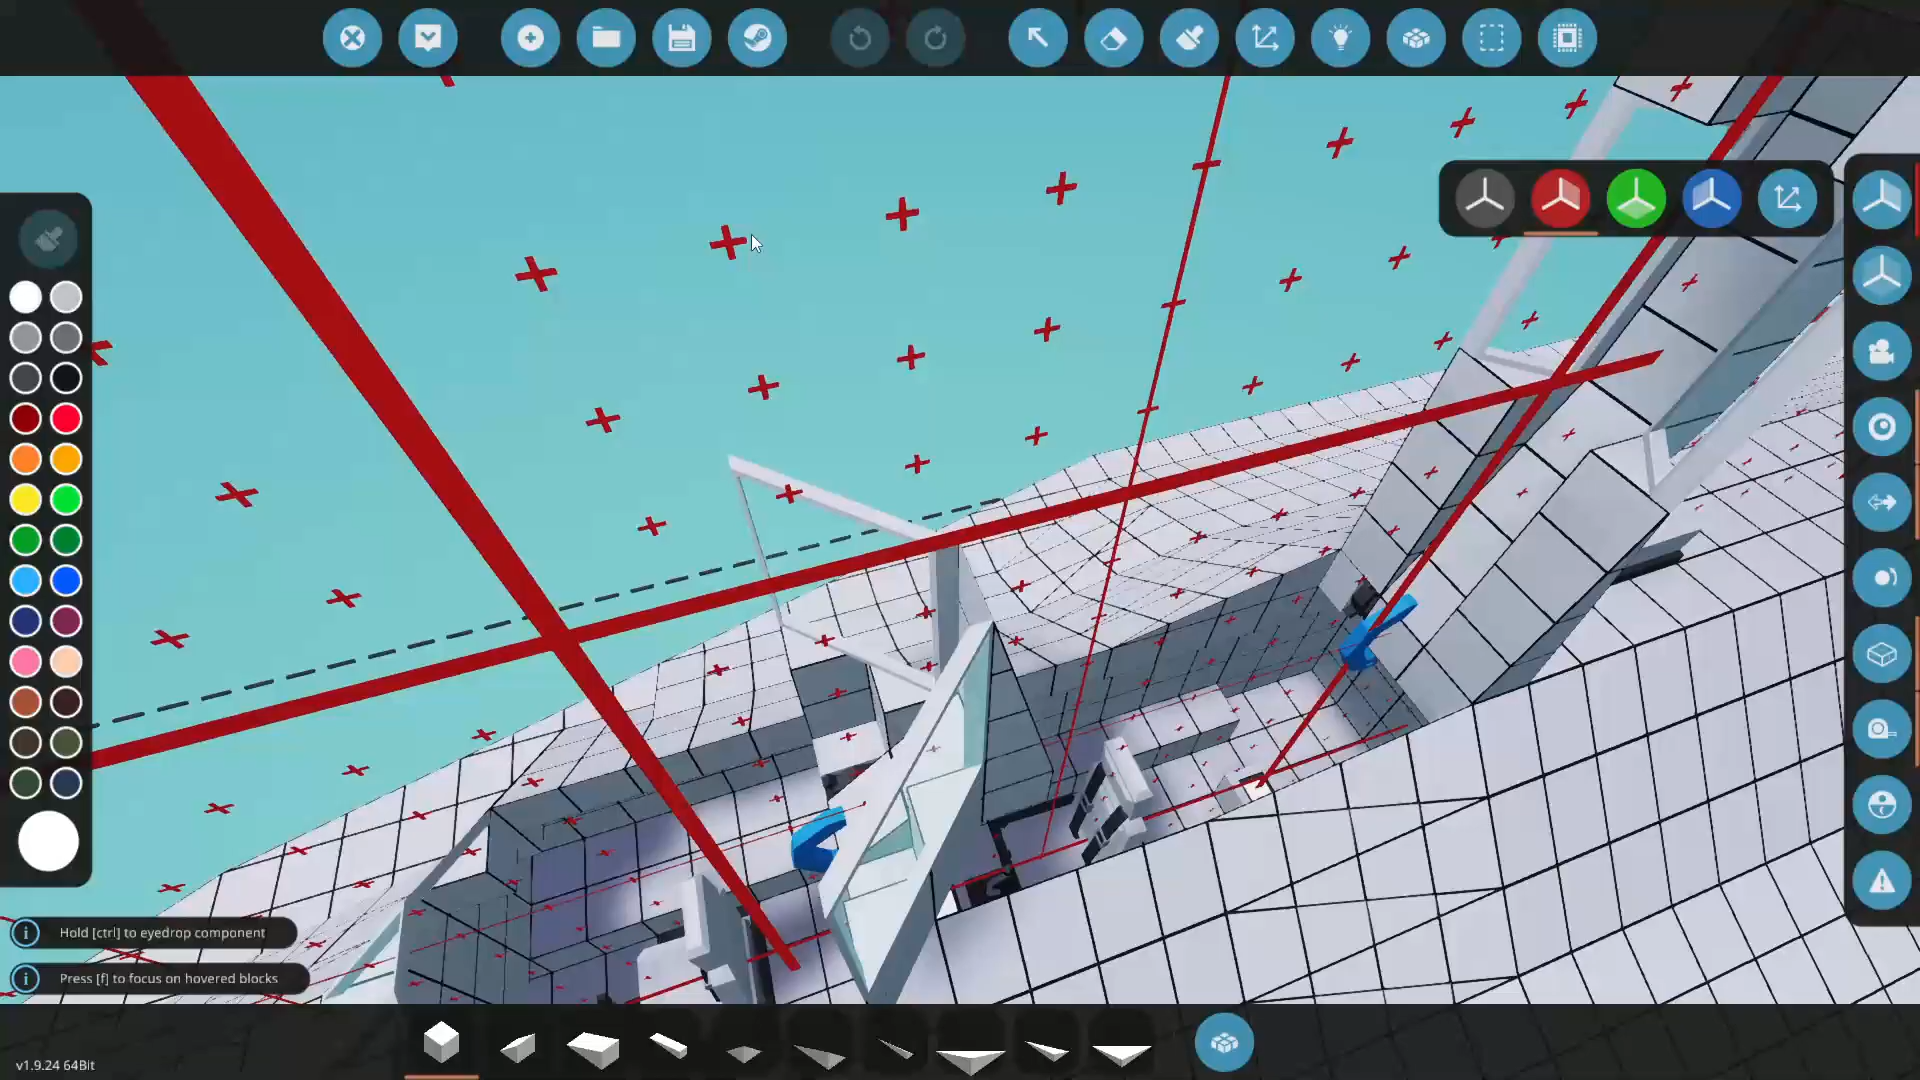 Hold [ctrl] to eyedrop component
Press [f] to focus on hovered blocks
v1.9.24 64Bit